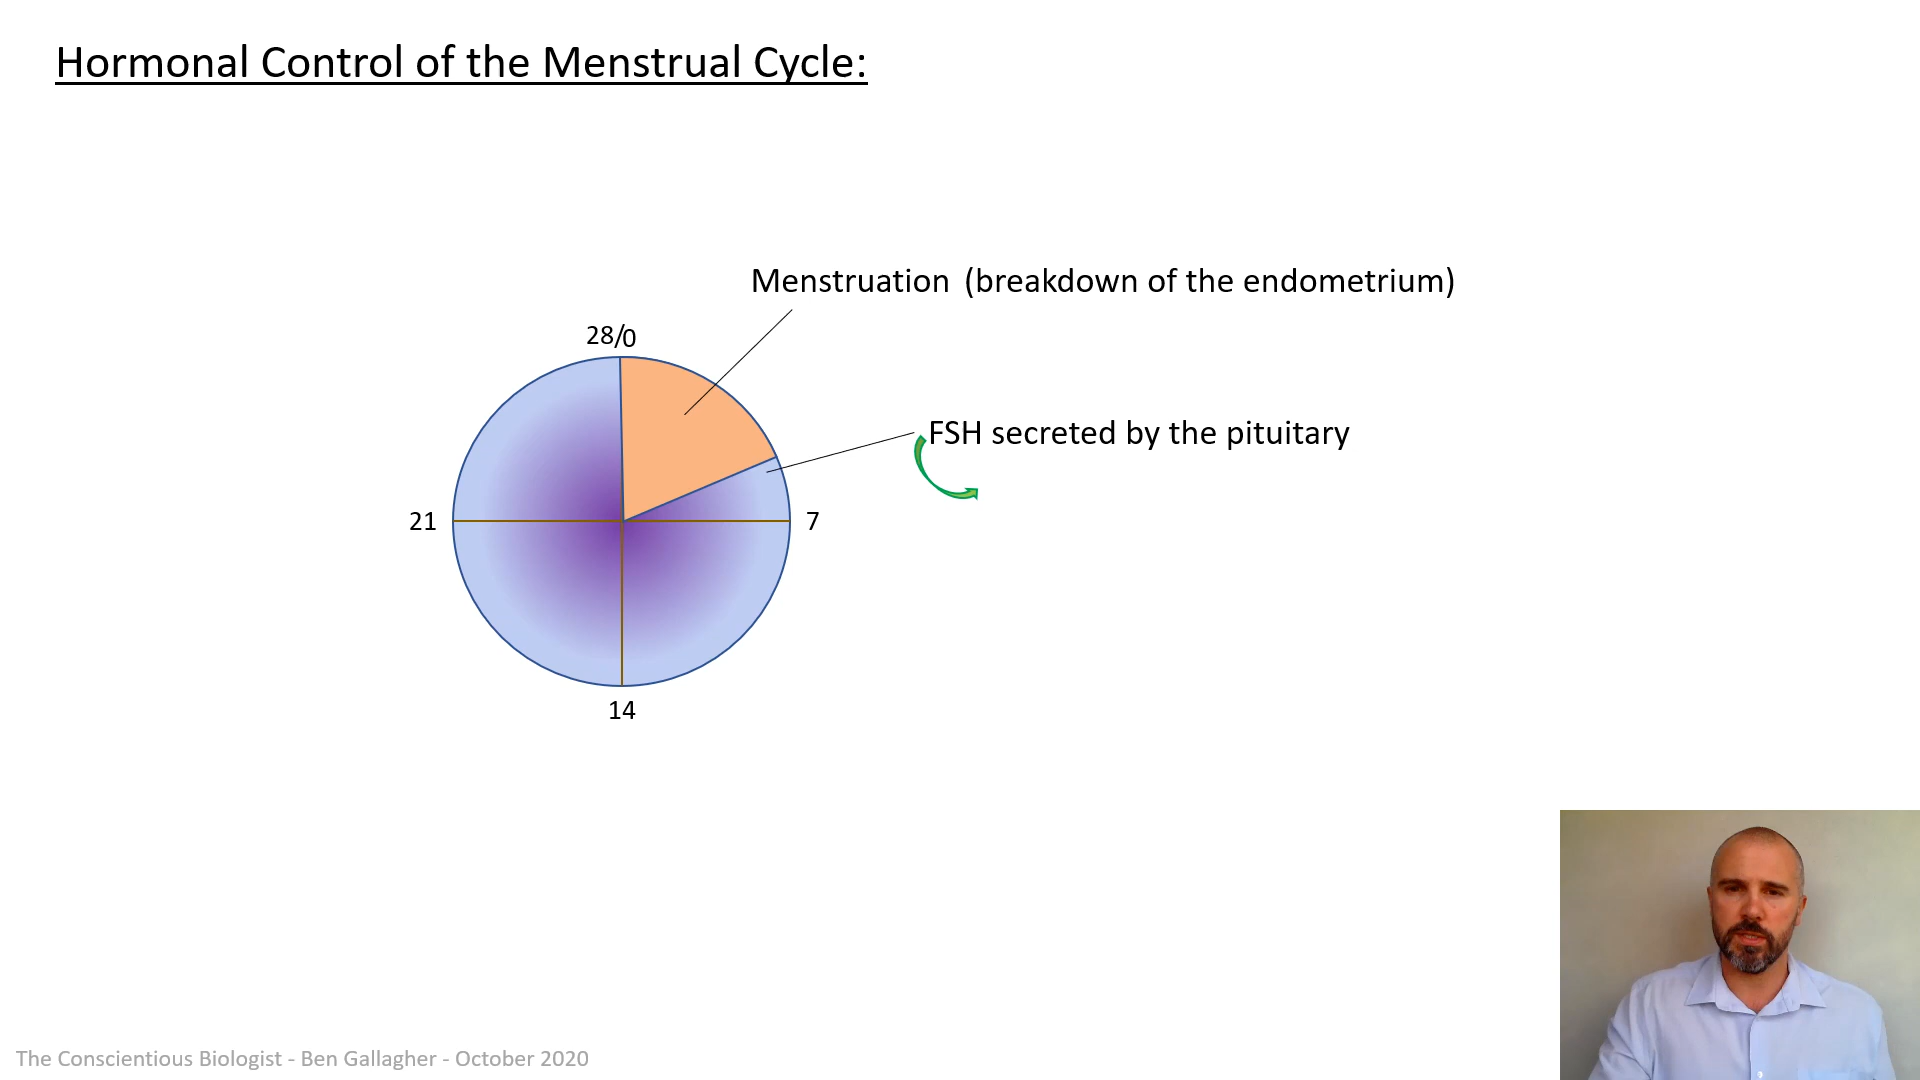 Hormonal Control of the Menstrual Cycle:
Menstruation (breakdown of the endometrium)
28/0
FSH secreted by the pituitary
21
7
14
The Conscientious Biologist - Ben Gallagher - October 2020